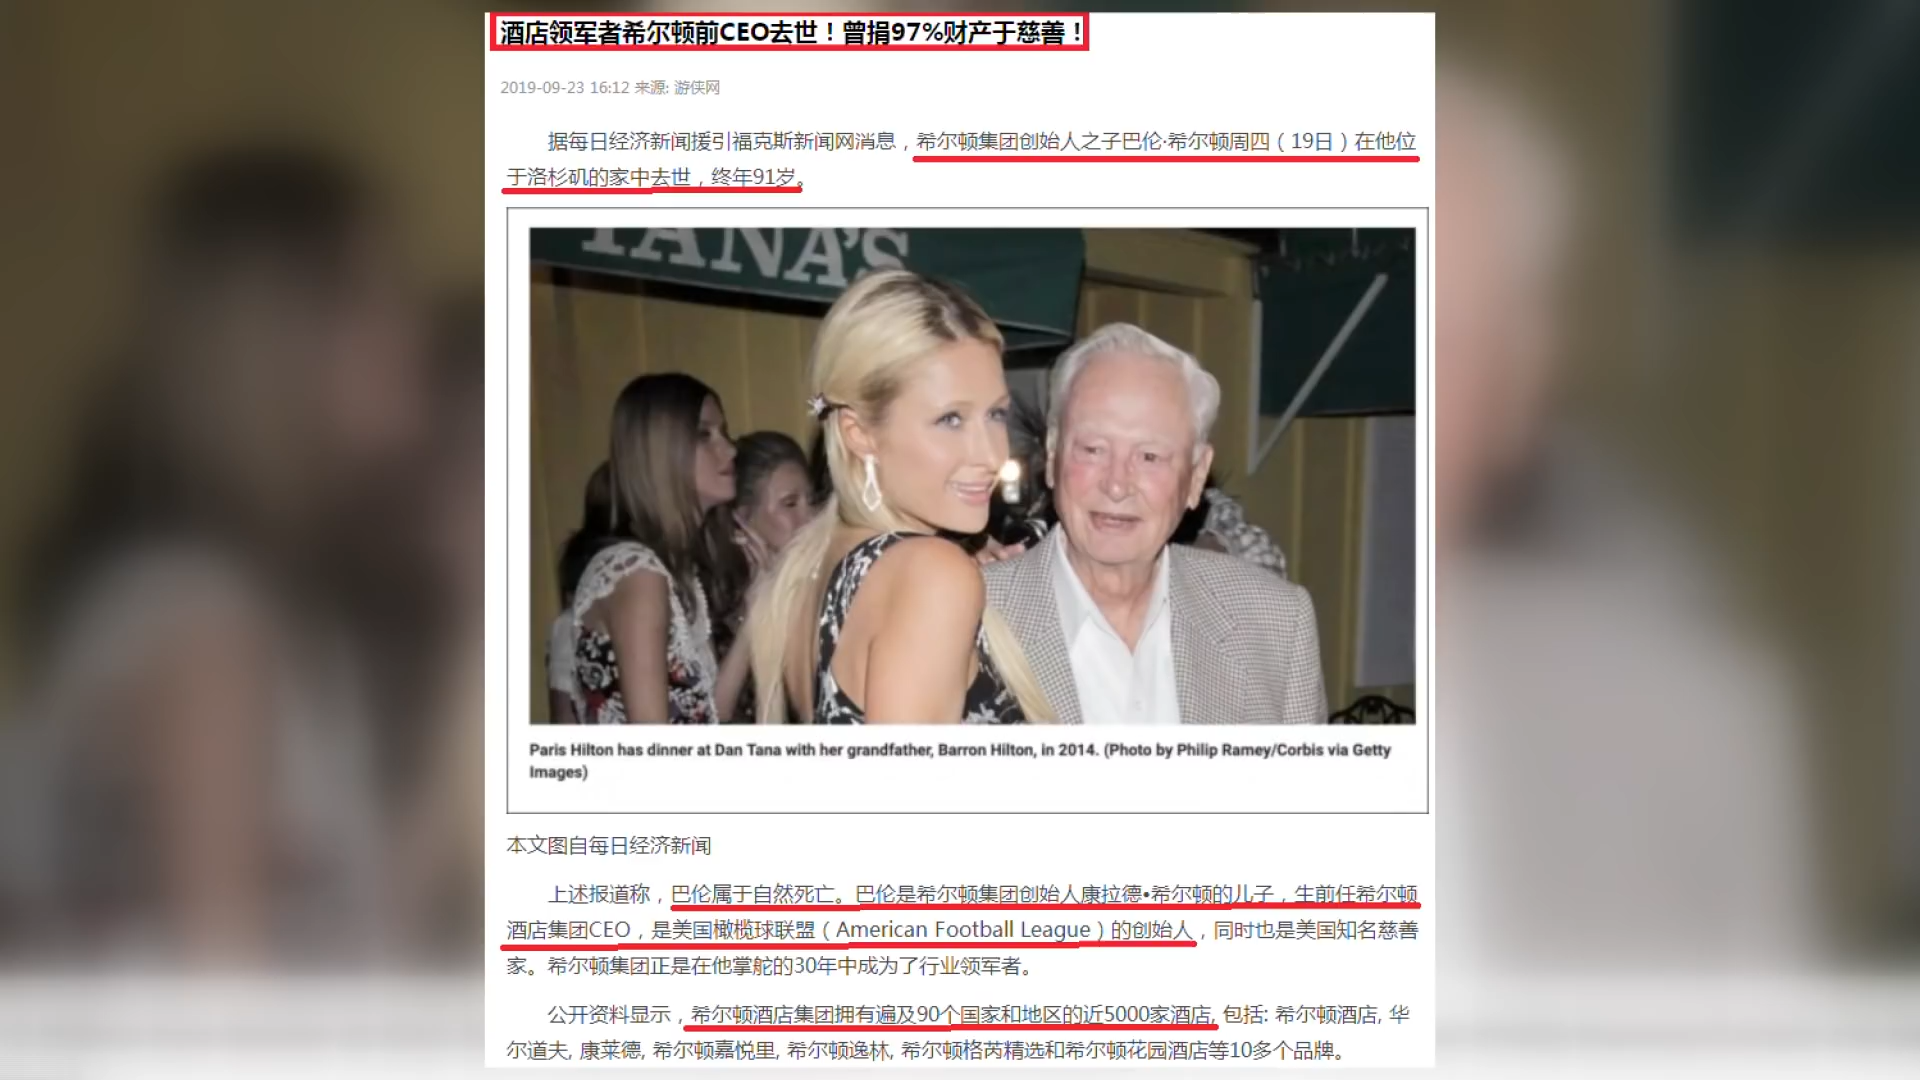 酒店领军者希尔顿前CEO去世！曾捐97%财产于慈善！
2019-09-23 16:12 来源: 游侠网
据每日经济新闻援引福克斯新闻网消息，希尔顿集团创始人之子巴伦·希尔顿周四（19日）在他位
于洛杉矶的家中去世，终年91岁。
TANA'S
Paris Hilton has dinner at Dan Tana with her grandfather, Barron Hilton, in 2014. (Photo by Philip Ramey/Corbis via Getty
Images)
本文图自每日经济新闻
上述报道称，巴伦属于自然死亡。巴伦是希尔顿集团创始人康拉德•希尔顿的儿子，生前任希尔顿
酒店集团CEO，是美国橄榄球联盟（American Football League）的创始人，同时也是美国知名慈善
家。希尔顿集团正是在他掌舵的30年中成为了行业领军者。
公开资料显示，希尔顿酒店集团拥有遍及90个国家和地区的近5000家酒店, 包括: 希尔顿酒店, 华
尔道夫, 康莱德, 希尔顿嘉悦里, 希尔顿逸林, 希尔顿格芮精选和希尔顿花园酒店等10多个品牌。